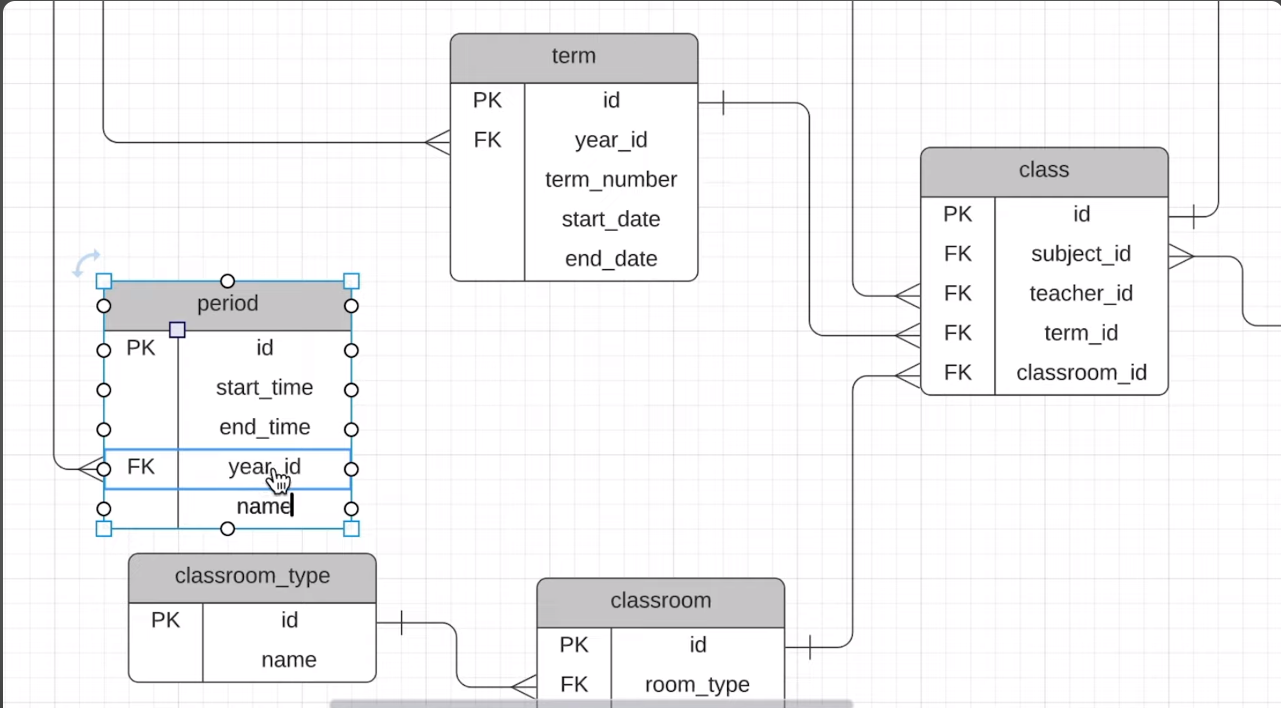 term
PK id
FK year_id
term_number
start_date
end_date
class
PK id
FK subject_id
FK teacher_id
FK term_id
FK classroom_id
period
PK id
start_time
end_time
FK year_id
name
classroom_type
PK id
name
classroom
PK id
FK room_type